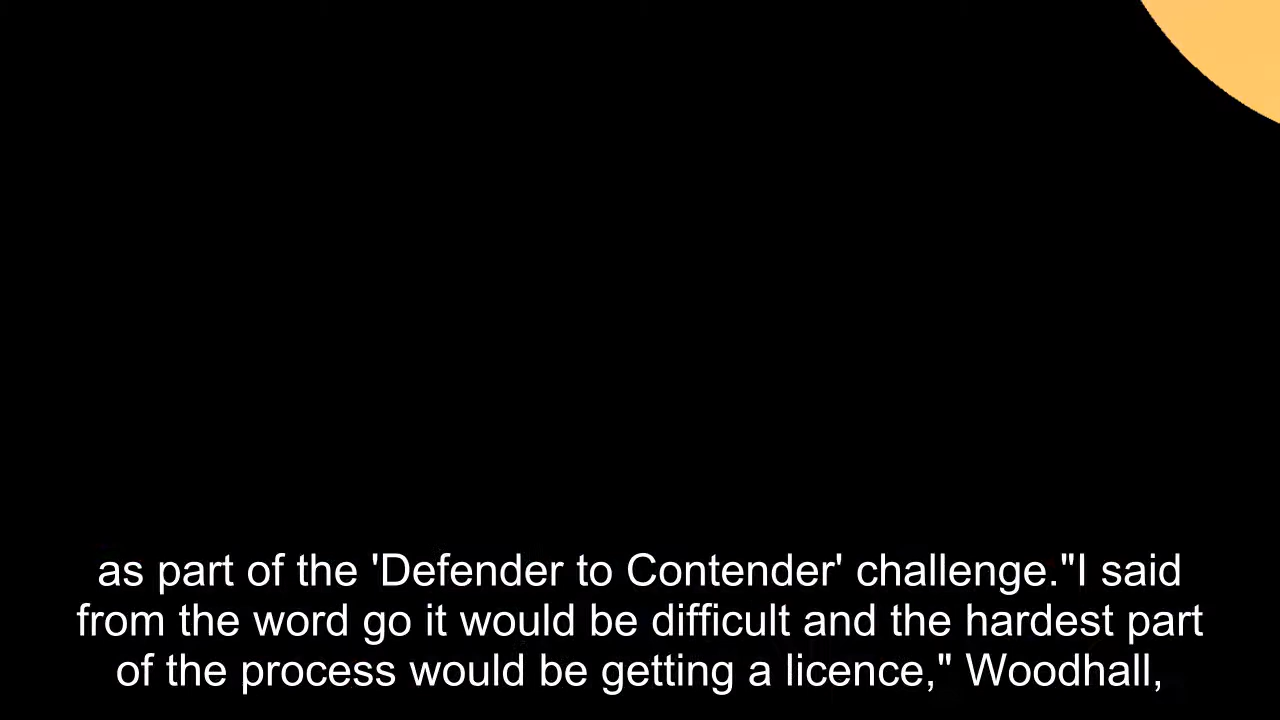 as part of the 'Defender to Contender' challenge."I said
from the word go it would be difficult and the hardest part
of the process would be getting a licence," Woodhall,